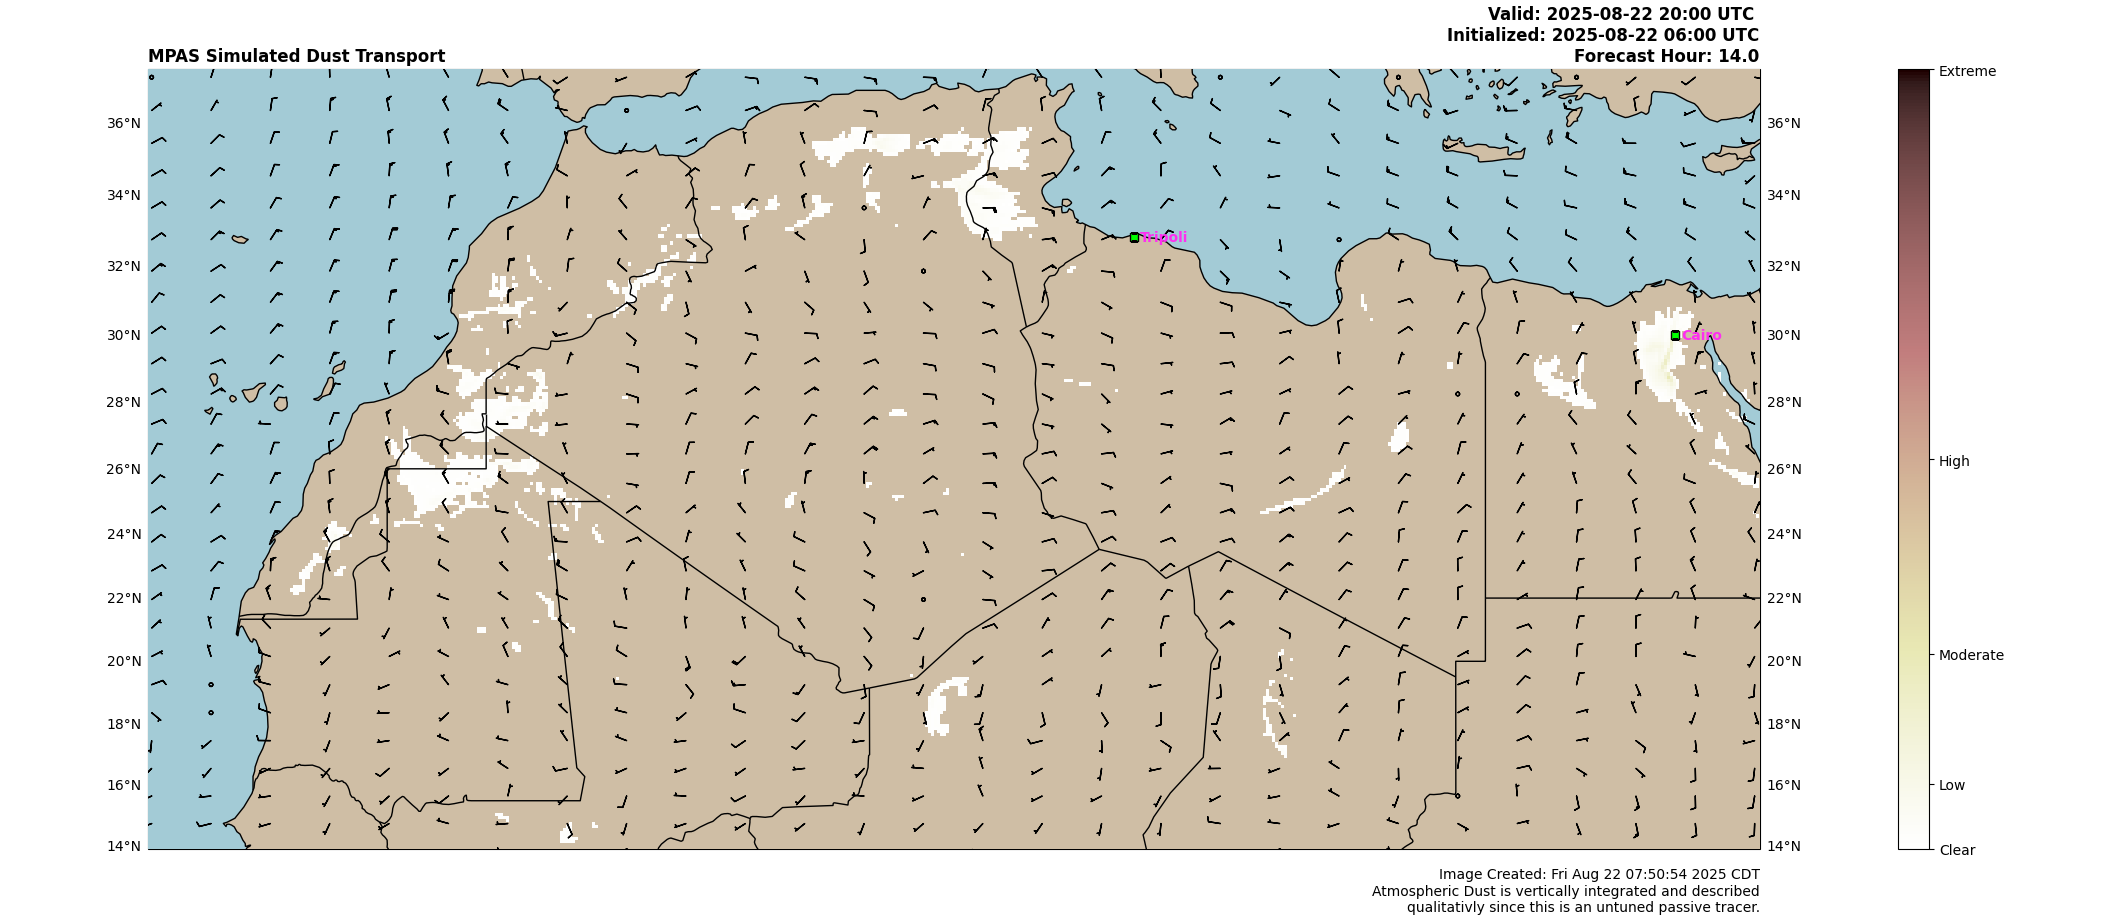 Valid: 2025-08-22 20:00 UTC
Initialized: 2025-08-22 06:00 UTC
MPAS Simulated Dust Transport
Forecast Hour: 14.0
Extreme
36°N
36°N
34°N
34°N
Tripoli
32°N
32°N
30°N
Cairo
30°N
28°N
28°N
26°N
26°N
High
24°N
24°N
22°N
22°N
20°N
20°N
Moderate
18°N
18°N
16°N
16°N
Low
14°N
14°N
Clear
Image Created: Fri Aug 22 07:50:54 2025 CDT
Atmospheric Dust is vertically integrated and described
qualitativly since this is an untuned passive tracer.